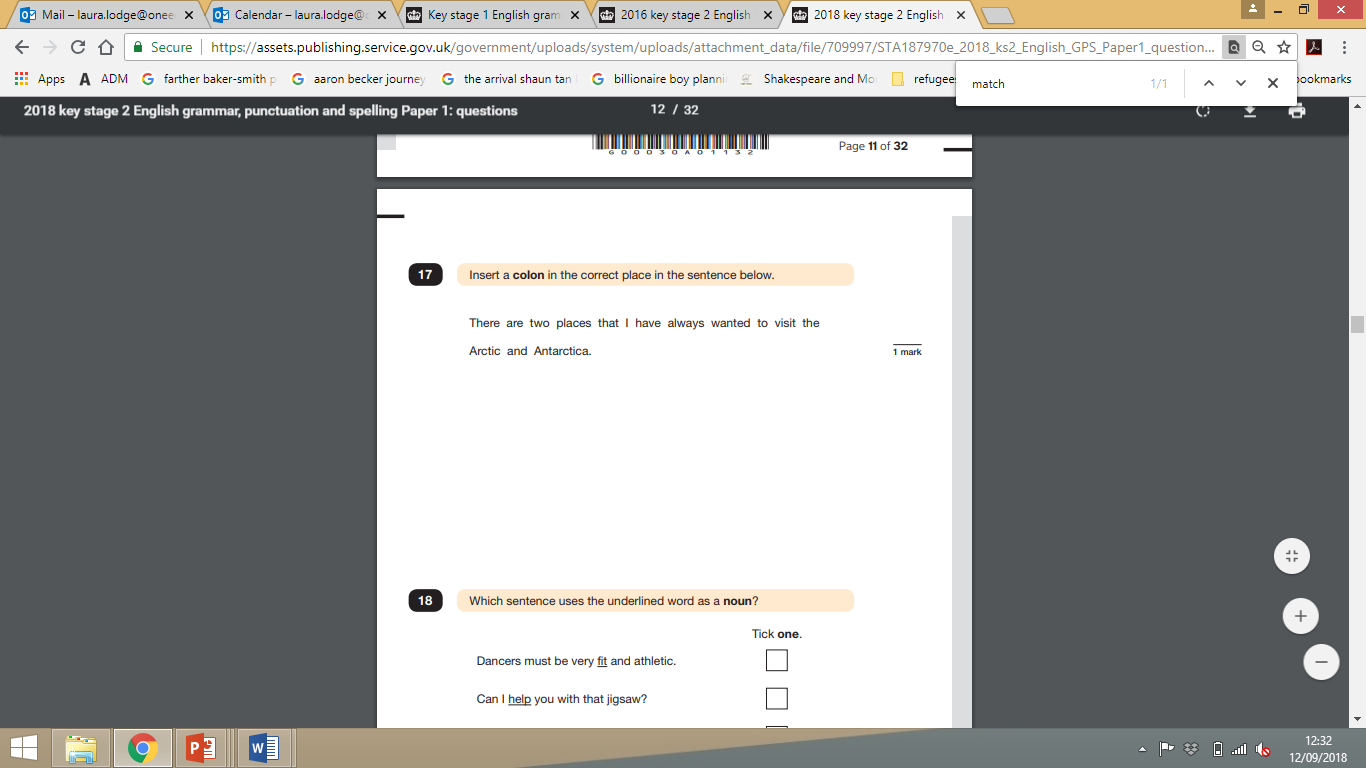 Mail – laura.lodge@onee
Calendar – laura.lodge@c
Key stage 1 English gram
2016 key stage 2 English
2018 key stage 2 English
Secure
https://assets.publishing.service.gov.uk/government/uploads/system/uploads/attachment_data/file/709997/STA187970e_2018_ks2_English_GPS_Paper1_question...
Apps
ADM
farther baker-smith p
aaron becker journey
the arrival shaun tan
billionaire boy planni
Shakespeare and Mo
refugee
match
1/1
bookmarks
2018 key stage 2 English grammar, punctuation and spelling Paper 1: questions
12 / 32
G00030A01132
Page 11 of 32
17
Insert a colon in the correct place in the sentence below.
There are two places that I have always wanted to visit the
Arctic and Antarctica.
1 mark
18
Which sentence uses the underlined word as a noun?
Tick one.
Dancers must be very fit and athletic.
Can I help you with that jigsaw?
12:32
12/09/2018